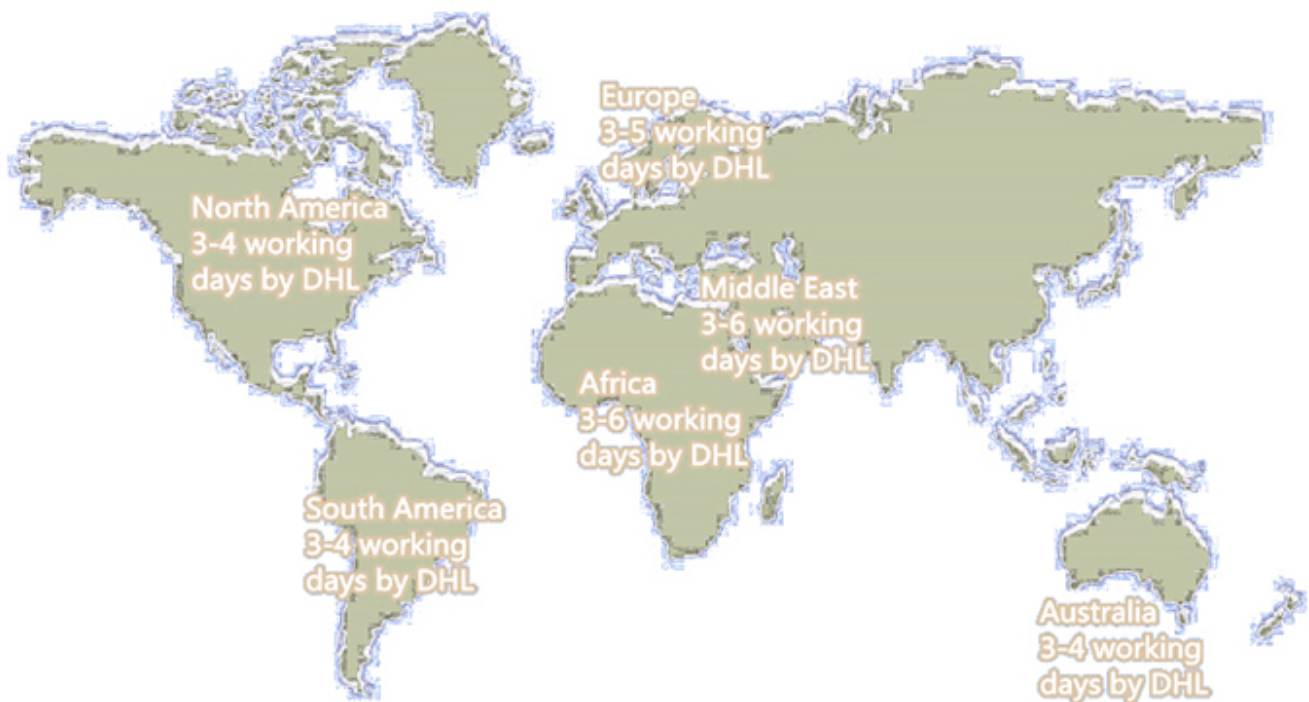 Europe
3-5 working
days by DHL
North America
3-4 working
days by DHL
Middle East
3-6 working
days by DHL
Africa
3-6 working
days by DHL
South America
3-4 working
days by DHL
Australia
3-4 working
days by DHL